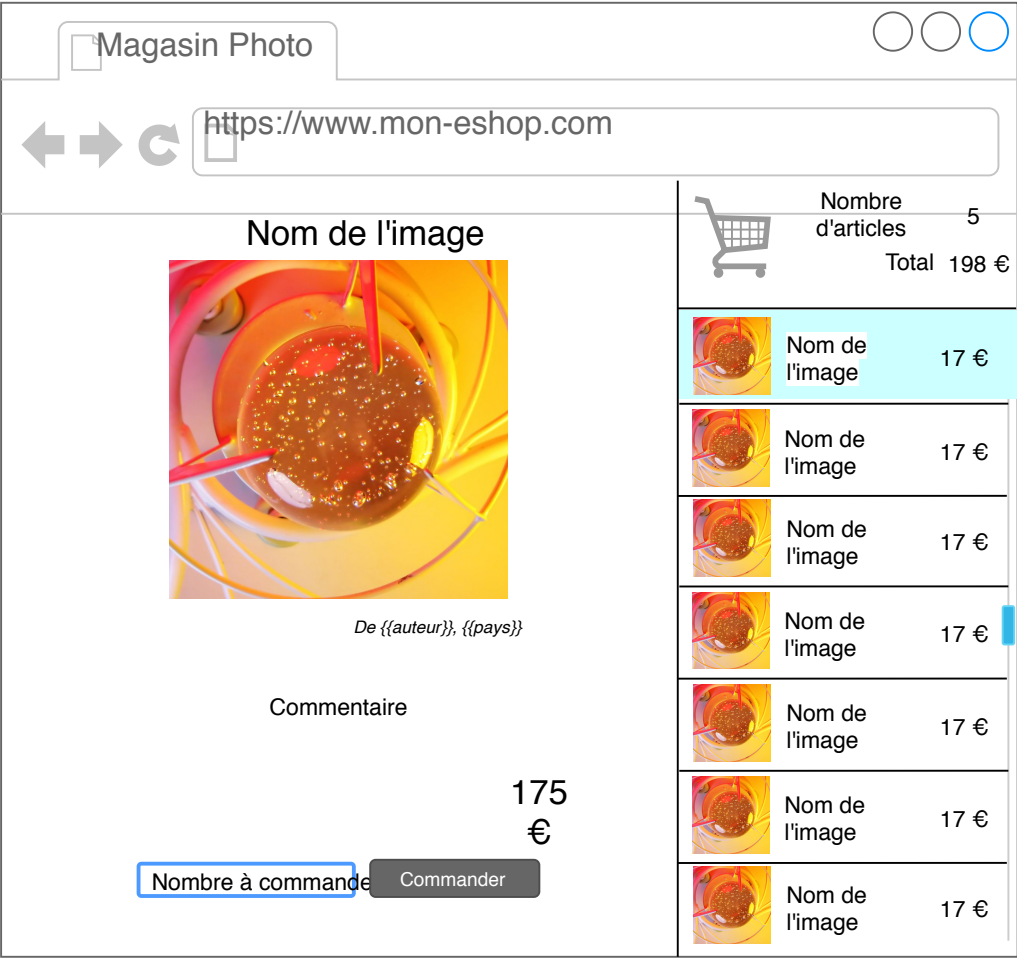 Magasin Photo
https://www.mon-eshop.com
Nom de l'image
De {{auteur}}, {{pays}}
Commentaire
175
€
Nombre à commande
Commander
Nombre
d'articles
5
Total 198 €
Nom de
l'image
17 €
Nom de
l'image
17 €
Nom de
l'image
17 €
Nom de
l'image
17 €
Nom de
l'image
17 €
Nom de
l'image
17 €
Nom de
l'image
17 €